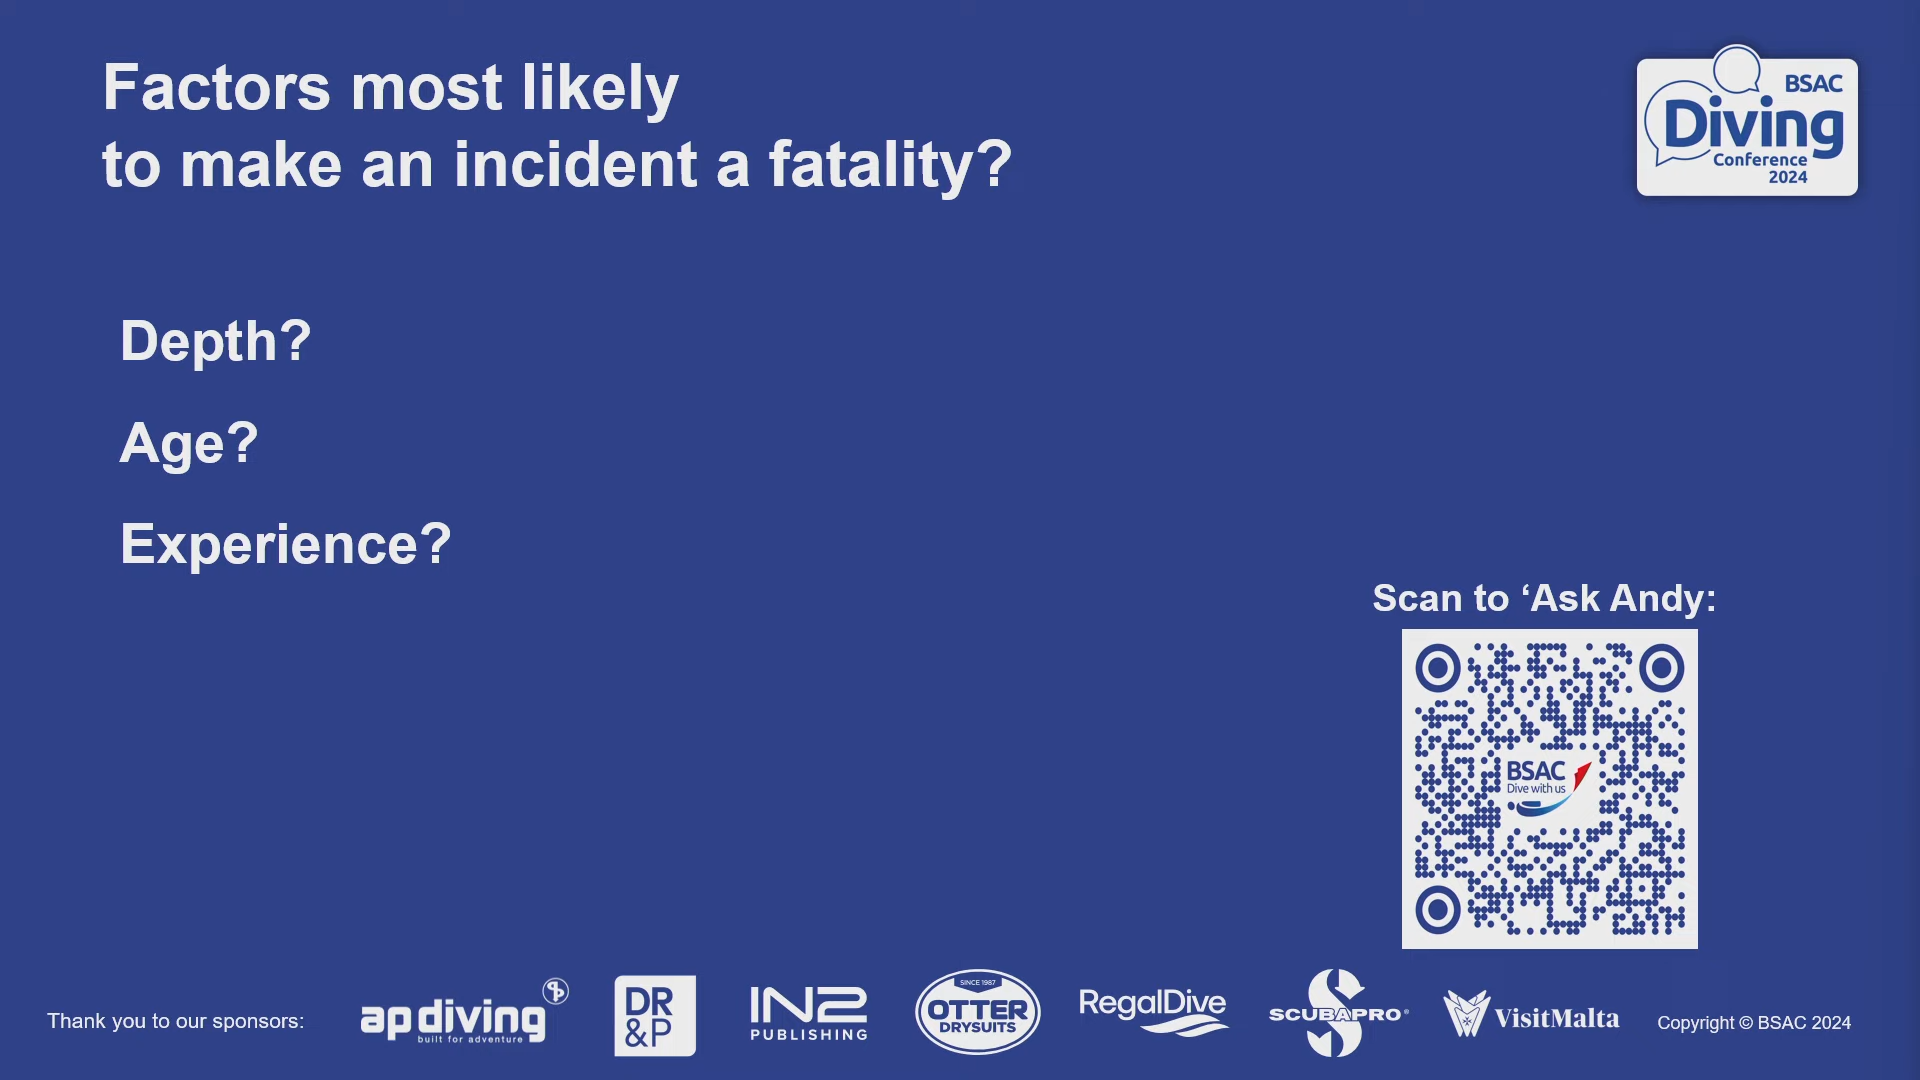 Factors most likely
to make an incident a fatality?
BSAC
Diving
Conference
2024
Depth?
Age?
Experience?
Scan to ‘Ask Andy:
BSAC
Dive with us
Thank you to our sponsors:
ap diving
built for adventure
DR
&P
IN2
PUBLISHING
SINCE 1987
OTTER
DRYSUITS
RegalDive
SCUBAPRO®
VisitMalta
Copyright © BSAC 2024